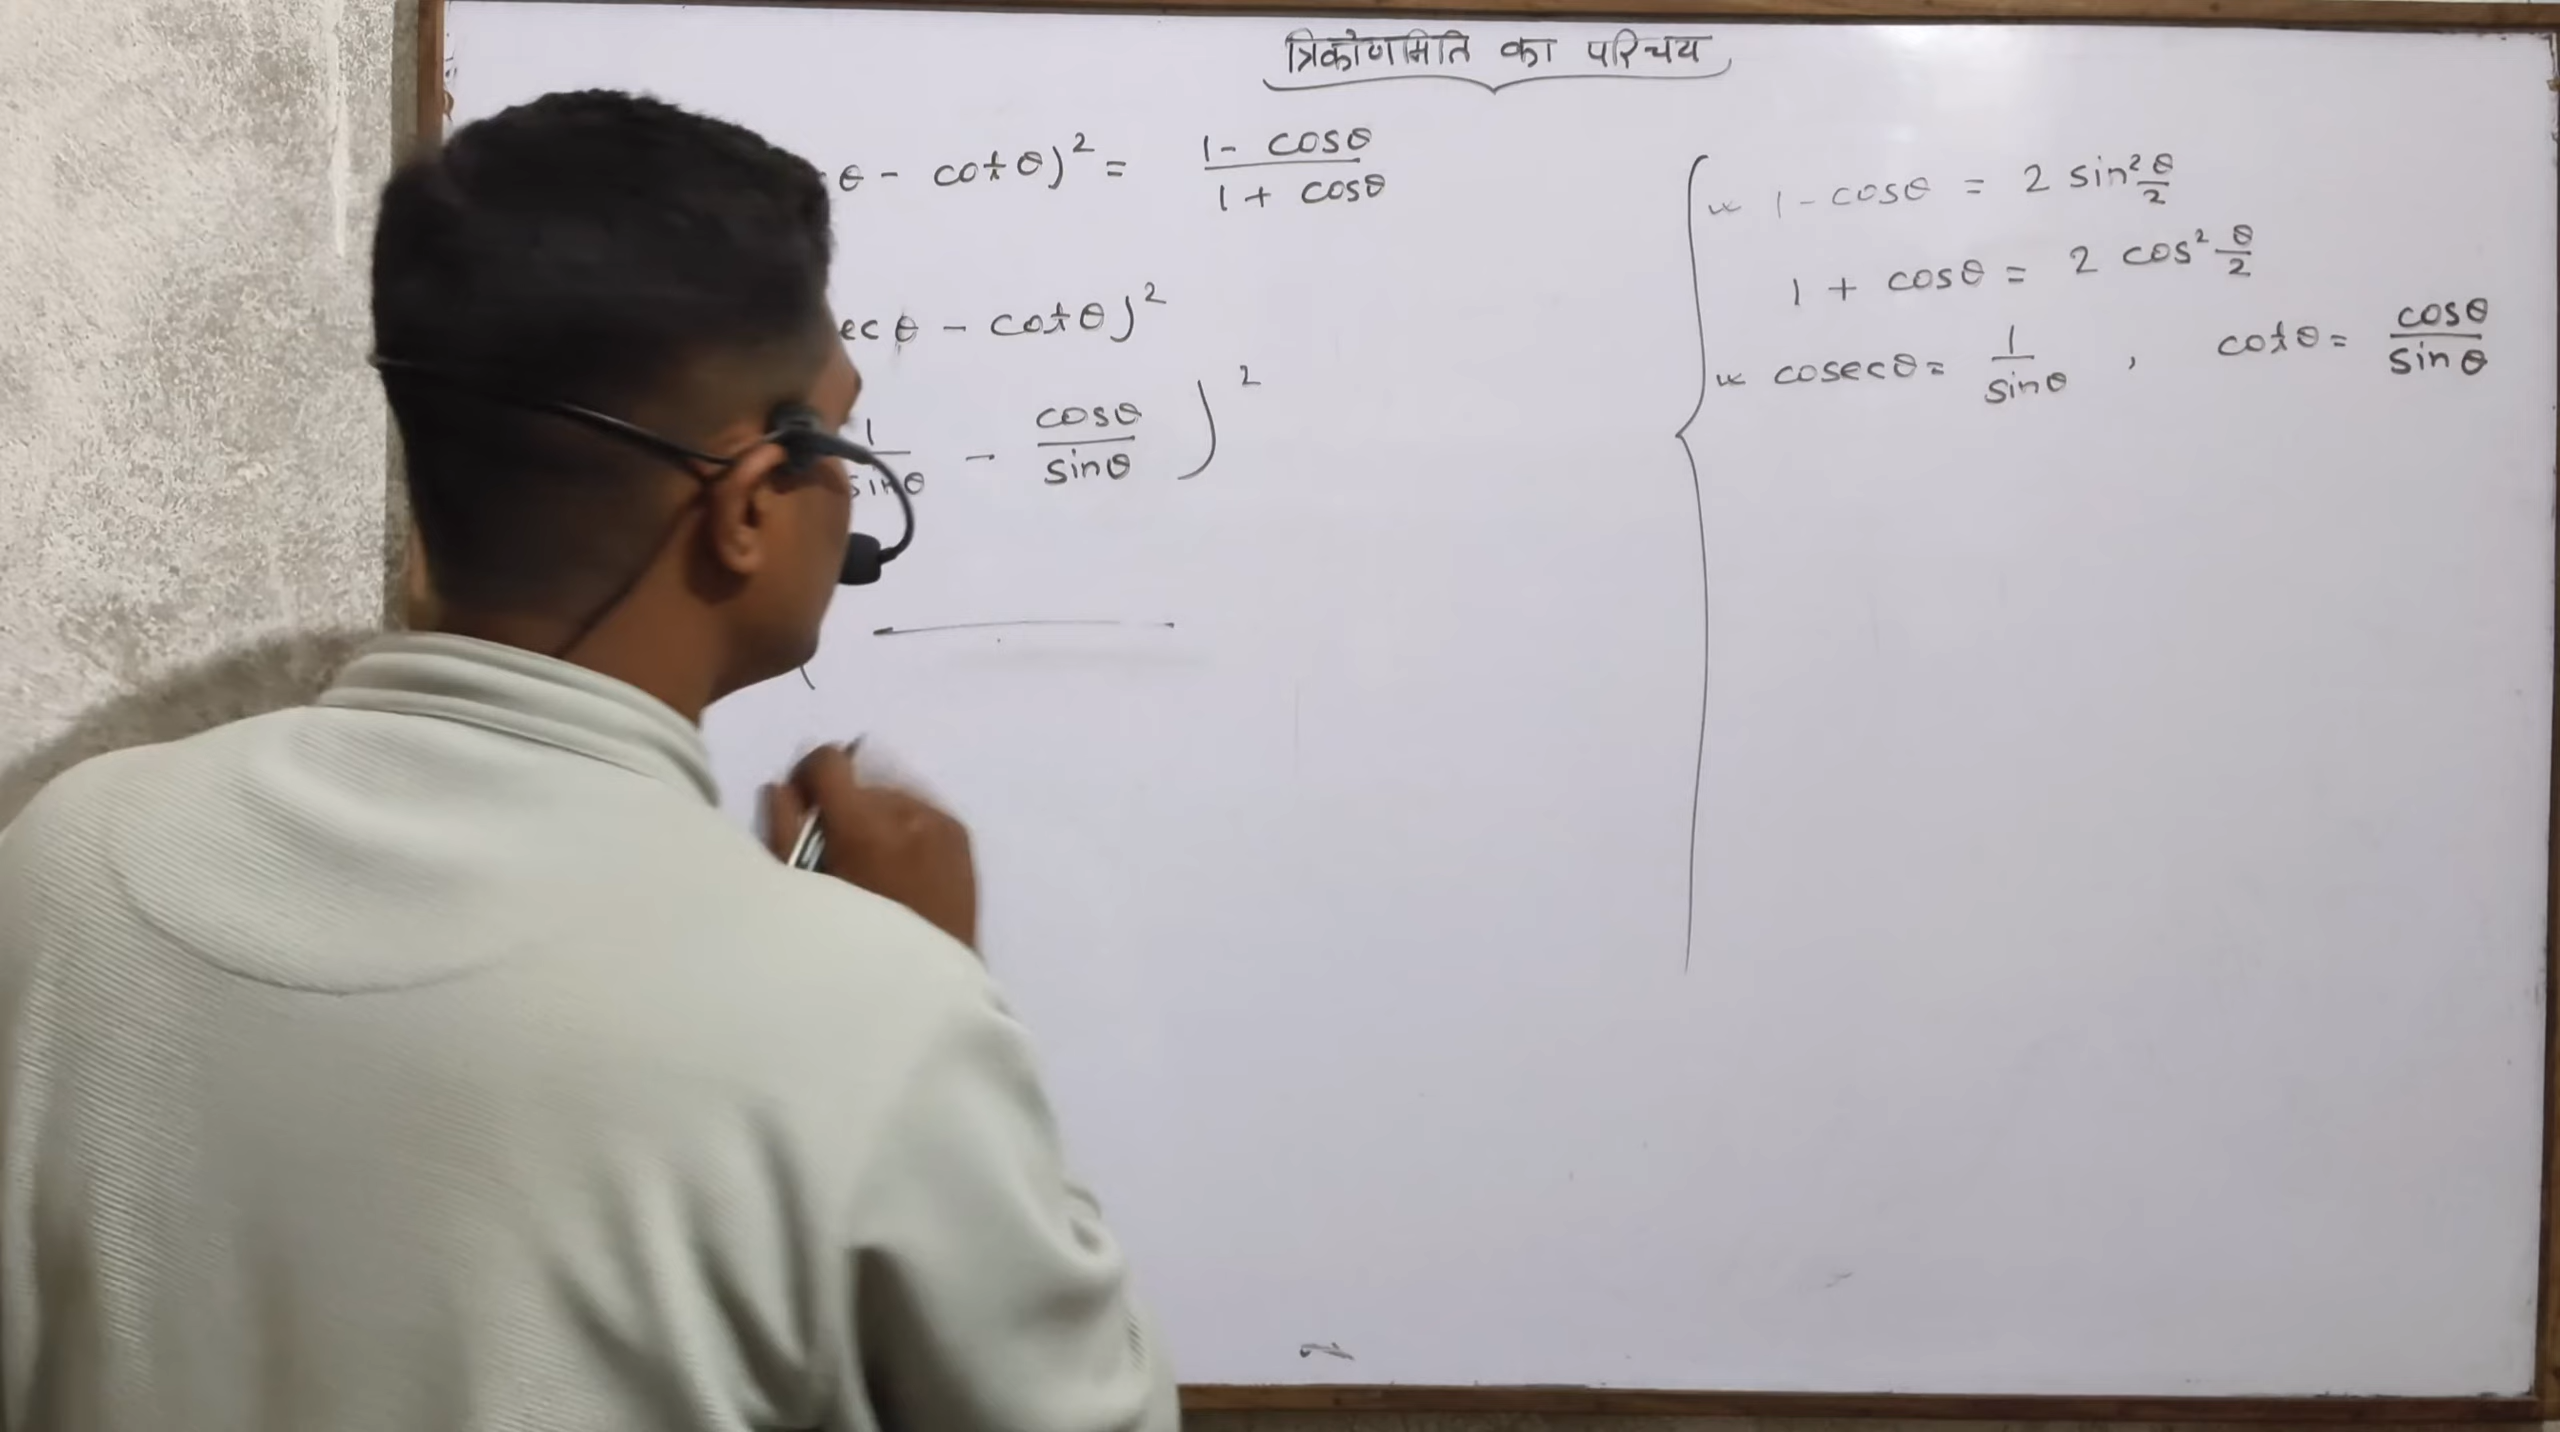 त्रिकोणमिति का परिचय
θ - cotθ)² = (1 - cosθ)/(1 + cosθ)
ec θ - cotθ)²
1/sinθ - cosθ/sinθ )²
1 - cosθ = 2 sin² θ/2
1 + cosθ = 2 cos² θ/2
cosecθ = 1/sinθ , cotθ = cosθ/sinθ